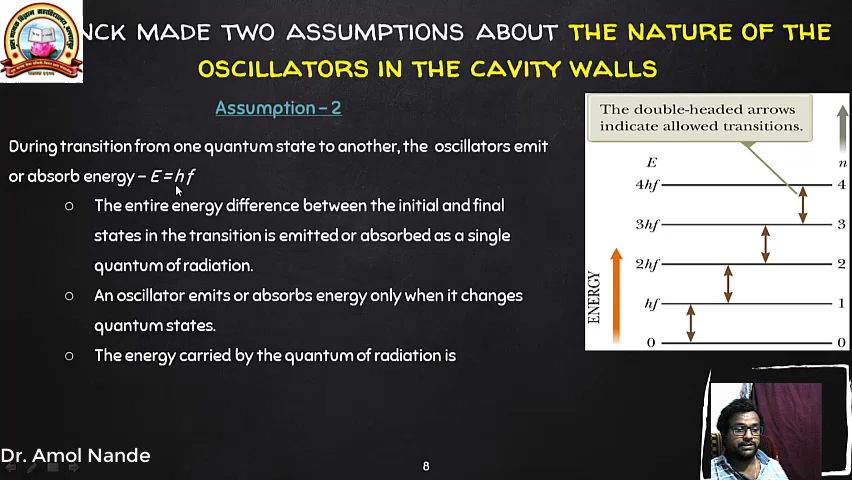 NCK MADE TWO ASSUMPTIONS ABOUT THE NATURE OF THE
OSCILLATORS IN THE CAVITY WALLS
Assumption – 2
During transition from one quantum state to another, the oscillators emit
or absorb energy – E = h f
○ The entire energy difference between the initial and final
states in the transition is emitted or absorbed as a single
quantum of radiation.
○ An oscillator emits or absorbs energy only when it changes
quantum states.
○ The energy carried by the quantum of radiation is
The double-headed arrows
indicate allowed transitions.
E n
4hf 4
3hf 3
2hf 2
hf 1
0 0
ENERGY
Dr. Amol Nande
8